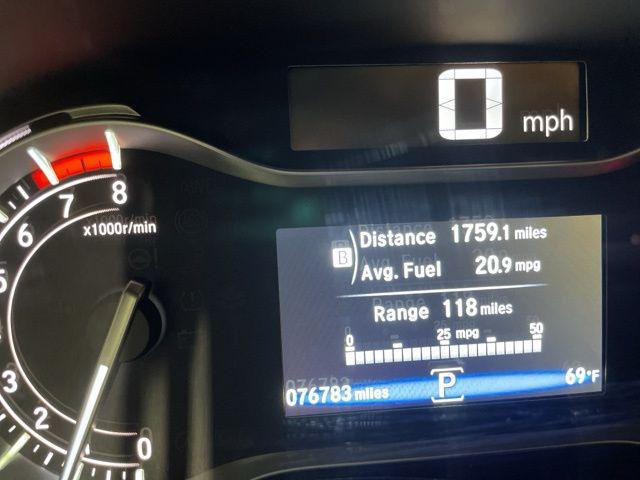 0 mph
8
7
6
5
x1000r/min
3
2
0
B Distance 1759.1 miles
Avg. Fuel 20.9 mpg
Range 118 miles
0 25 mpg 50
076783 miles P 69°F